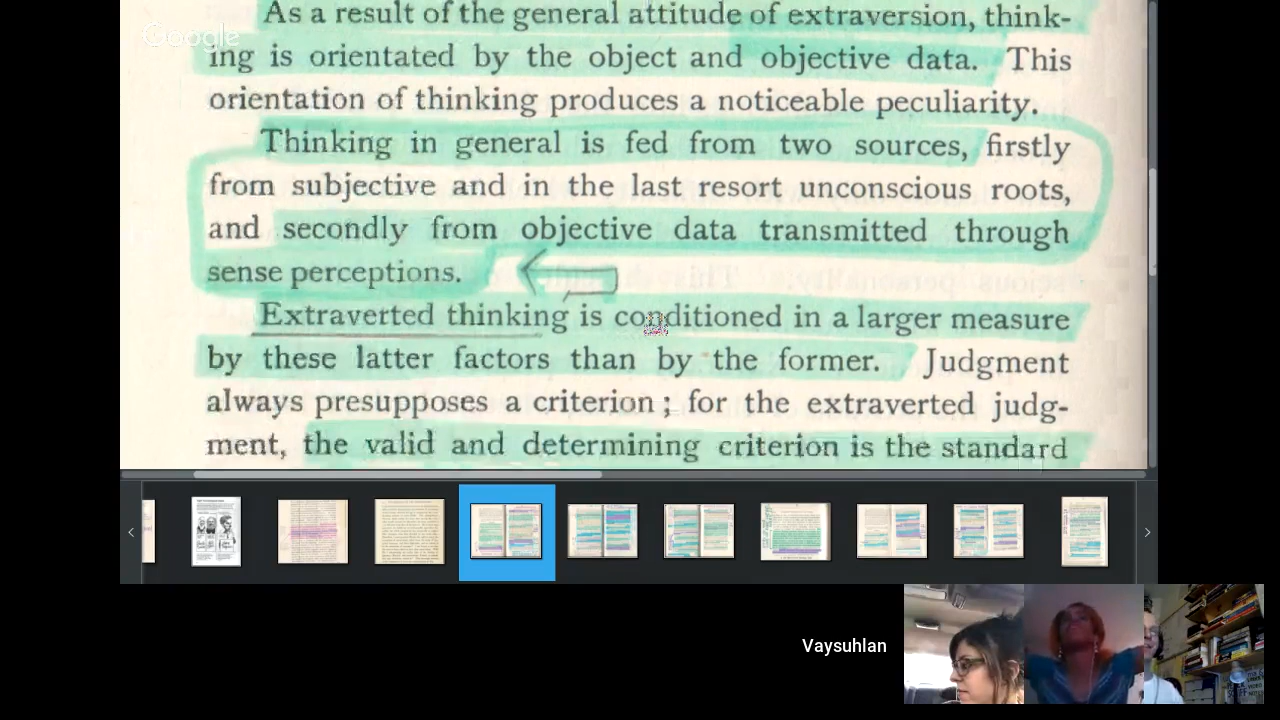 Google
As a result of the general attitude of extraversion, think-
ing is orientated by the object and objective data. This
orientation of thinking produces a noticeable peculiarity.
Thinking in general is fed from two sources, firstly
from subjective and in the last resort unconscious roots,
and secondly from objective data transmitted through
sense perceptions.
Extraverted thinking is conditioned in a larger measure
by these latter factors than by the former. Judgment
always presupposes a criterion ; for the extraverted judg-
ment, the valid and determining criterion is the standard
Vaysuhlan